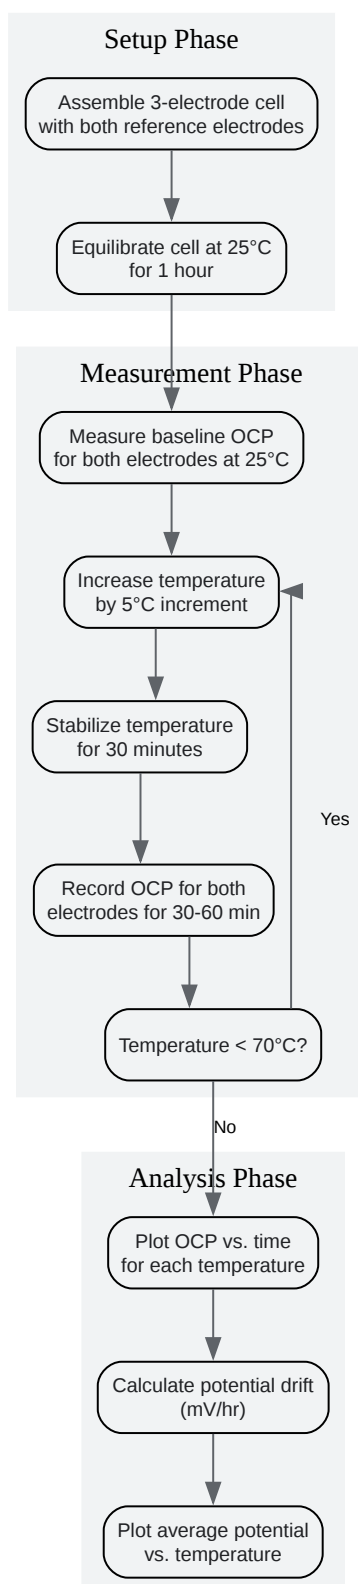 Setup Phase
Assemble 3-electrode cell
with both reference electrodes
Equilibrate cell at 25°C
for 1 hour
Measurement Phase
Measure baseline OCP
for both electrodes at 25°C
Increase temperature
by 5°C increment
Stabilize temperature
for 30 minutes
Yes
Record OCP for both
electrodes for 30-60 min
Temperature < 70°C?
No
Analysis Phase
Plot OCP vs. time
for each temperature
Calculate potential drift
(mV/hr)
Plot average potential
vs. temperature